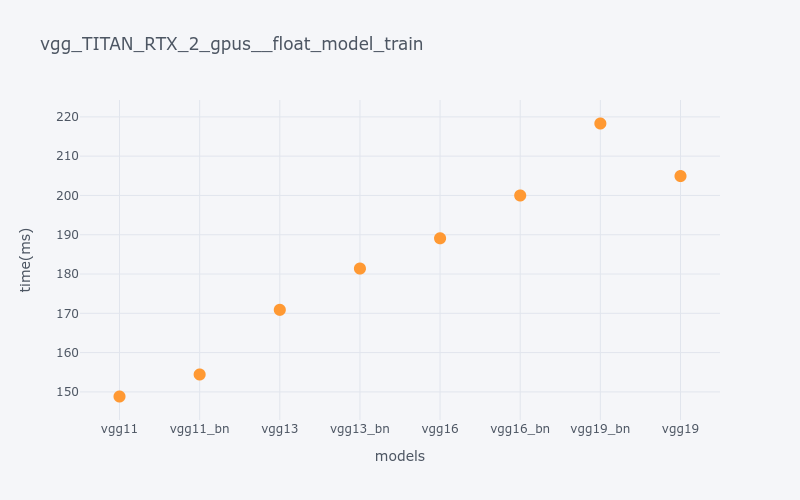 vgg_TITAN_RTX_2_gpus__float_model_train
time(ms)
220
210
200
190
180
170
160
150
vgg11 vgg11_bn vgg13 vgg13_bn vgg16 vgg16_bn vgg19_bn vgg19
models